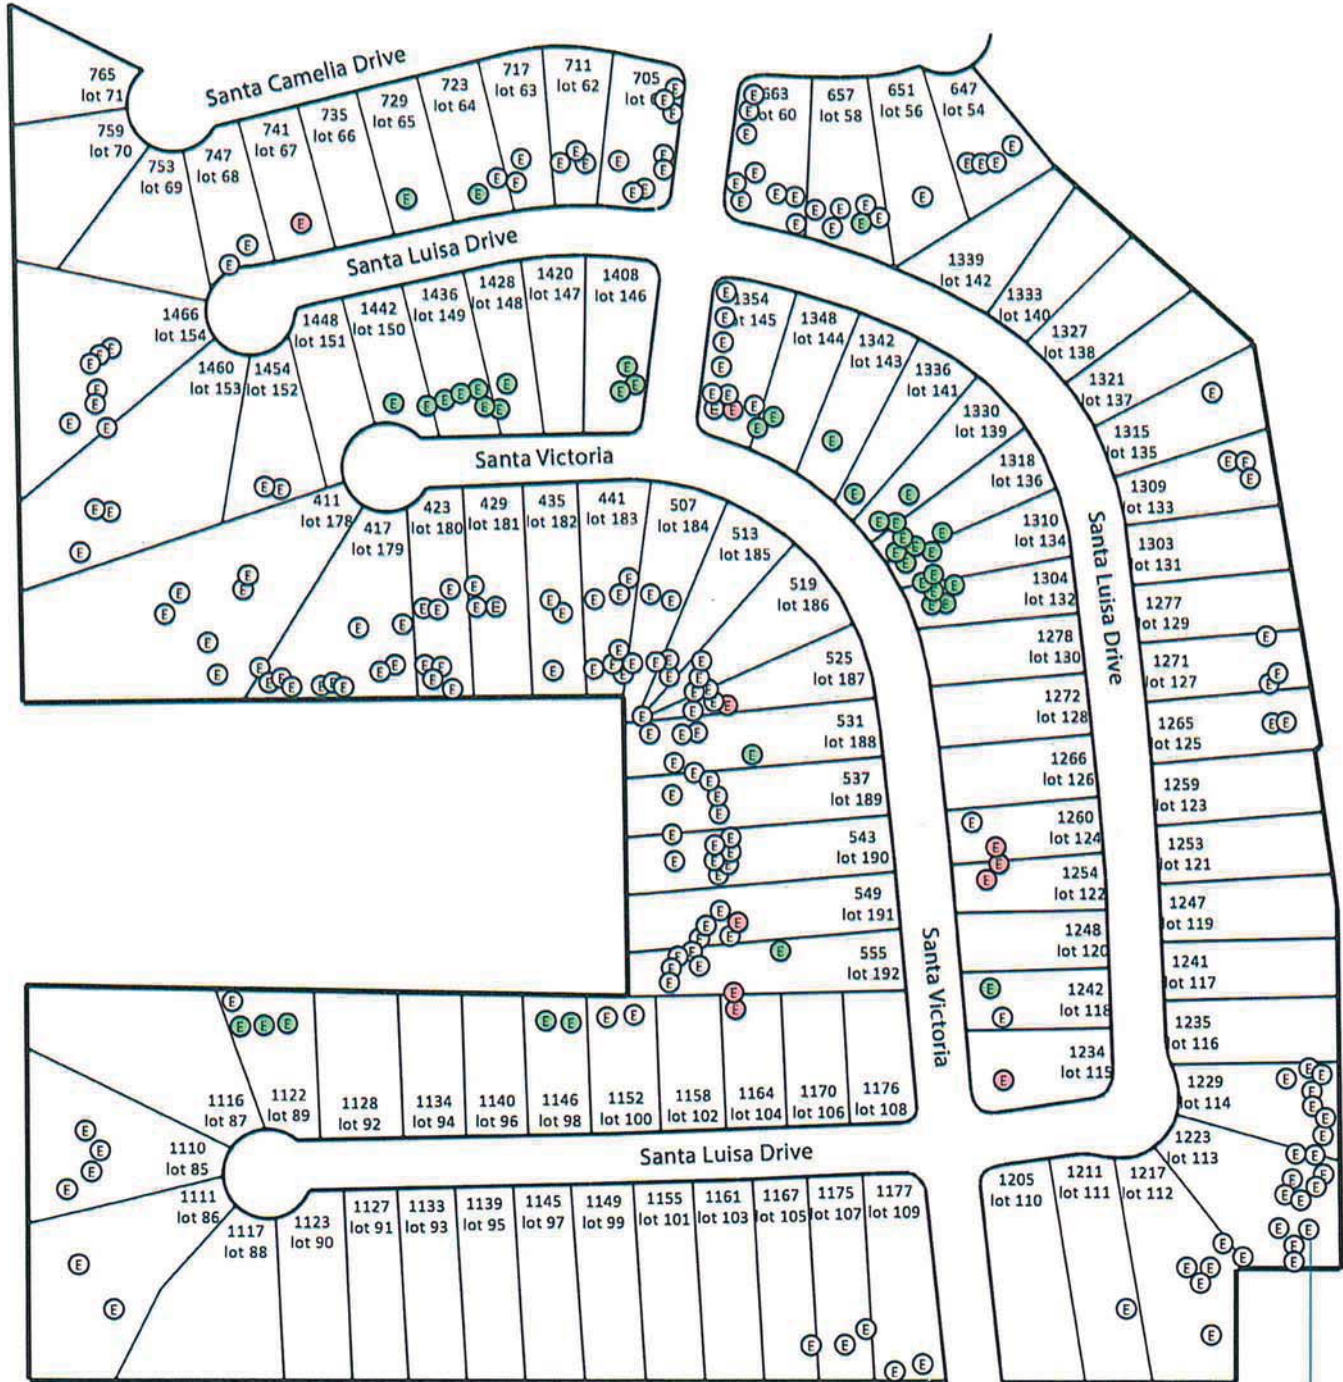 Santa Camelia Drive
765
lot 71
759
lot 70
753
lot 69
747
lot 68
741
lot 67
735
lot 66
729
lot 65
723
lot 64
717
lot 63
711
lot 62
705
663
657
lot 58
651
lot 56
647
lot 54
Santa Luisa Drive
1466
lot 154
1460
lot 153
1454
lot 152
1448
lot 151
1442
lot 150
1436
lot 149
1428
lot 148
1420
lot 147
1408
lot 146
1354
lot 145
1348
lot 144
1342
lot 143
1336
lot 141
1330
lot 139
1318
lot 136
1310
lot 134
1304
lot 132
1278
lot 130
1272
lot 128
1266
lot 126
1260
lot 124
1254
lot 122
1248
lot 120
1242
lot 118
1234
lot 115
Santa Luisa Drive
1339
lot 142
1333
lot 140
1327
lot 138
1321
lot 137
1315
lot 135
1309
lot 133
1303
lot 131
1277
lot 129
1271
lot 127
1265
lot 125
1259
lot 123
1253
lot 121
1247
lot 119
1241
lot 117
1235
lot 116
1229
lot 114
1223
lot 113
Santa Victoria
411
lot 178
417
lot 179
423
lot 180
429
lot 181
435
lot 182
441
lot 183
507
lot 184
513
lot 185
519
lot 186
525
lot 187
531
lot 188
537
lot 189
543
lot 190
549
lot 191
555
lot 192
Santa Victoria
1116
lot 87
1122
lot 89
1128
lot 92
1134
lot 94
1140
lot 96
1146
lot 98
1152
lot 100
1158
lot 102
1164
lot 104
1170
lot 106
1176
lot 108
Santa Luisa Drive
1110
lot 85
1111
lot 86
1117
lot 88
1123
lot 90
1127
lot 91
1133
lot 93
1139
lot 95
1145
lot 97
1149
lot 99
1155
lot 101
1161
lot 103
1167
lot 105
1175
lot 107
1177
lot 109
1205
lot 110
1211
lot 111
1217
lot 112